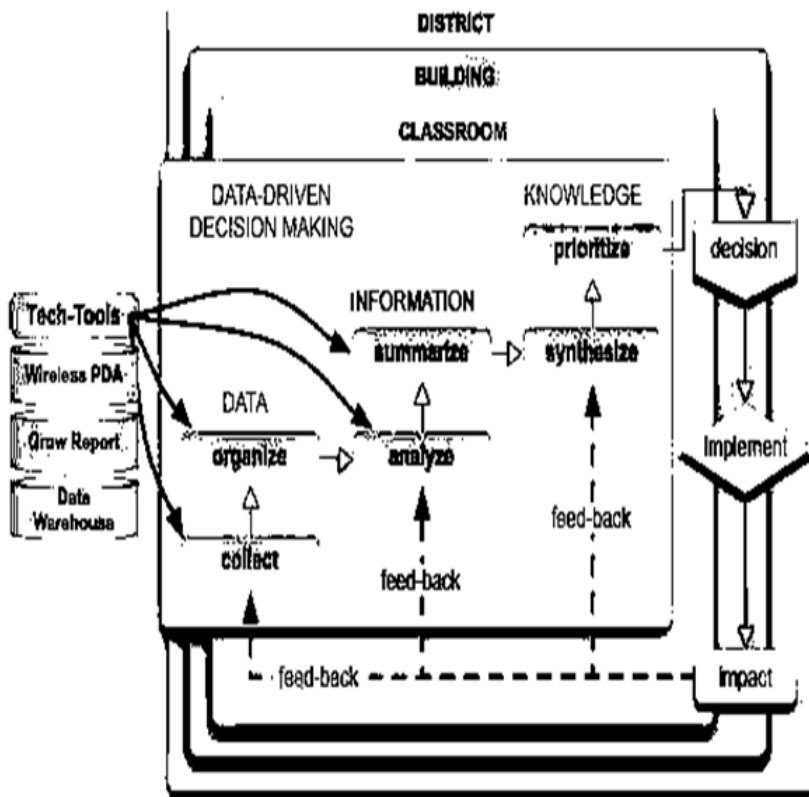 DISTRICT
BUILDING
CLASSROOM
DATA-DRIVEN
DECISION MAKING
KNOWLEDGE
prioritize
decision
Tech-Tools
INFORMATION
summarize
synthesize
Wireless PDA
DATA
Grow Report
organize
analyze
Implement
Data
Warehouse
collect
feed-back
feed-back
feed-back
impact